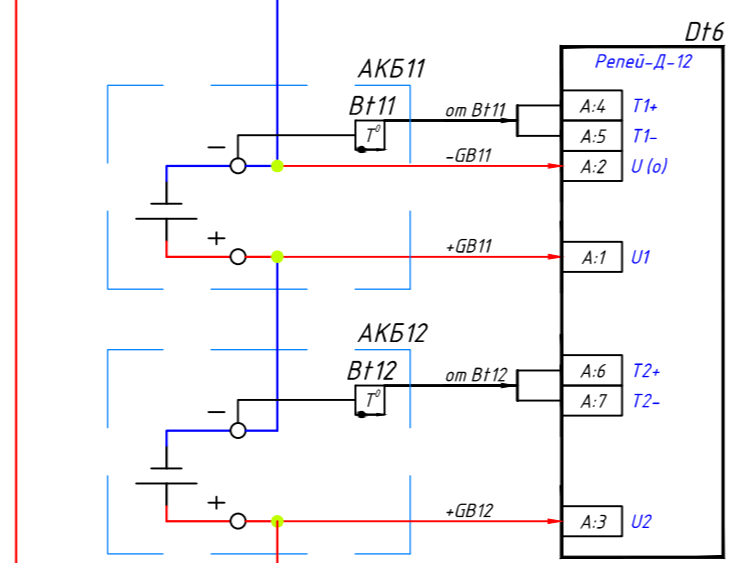 Dt6
АКБ11
Репей-Д-12
Bt11
от Bt11
A:4 T1+
T°
A:5 T1-
−
-GB11
A:2 U (о)
+
+GB11
A:1 U1
АКБ12
Bt12
от Bt12
A:6 T2+
T°
A:7 T2-
−
+
+GB12
A:3 U2